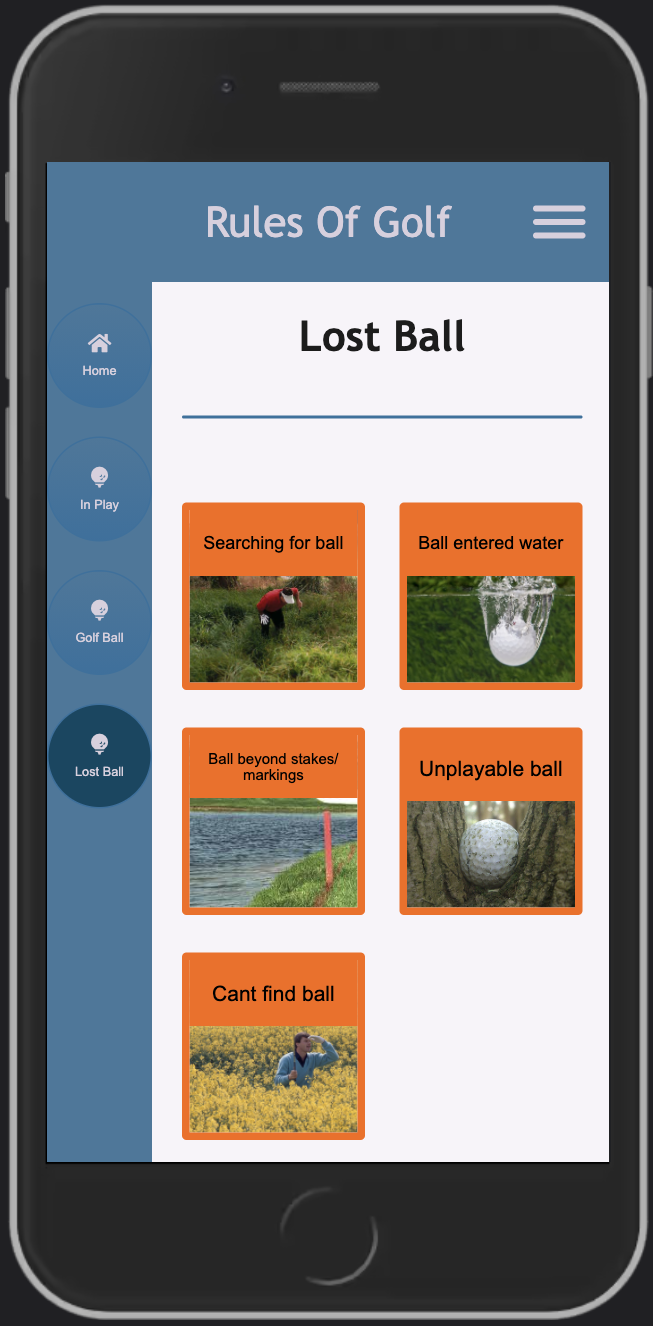 Rules Of Golf
Home
In Play
Golf Ball
Lost Ball
Lost Ball
Searching for ball
Ball entered water
Ball beyond stakes/
markings
Unplayable ball
Cant find ball